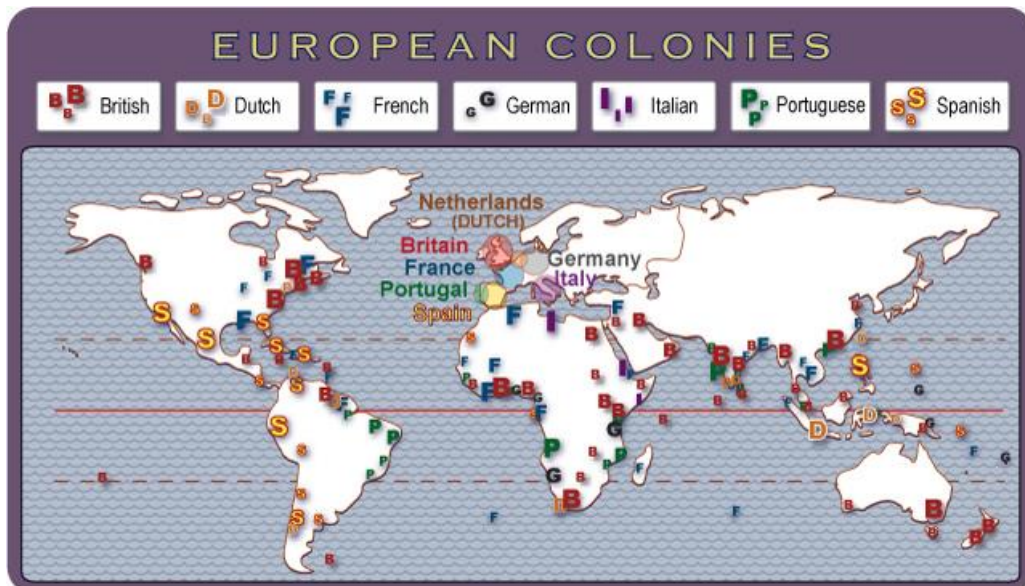 EUROPEAN COLONIES
B B B British
D D D Dutch
F F F French
G G German
I I I Italian
P P P Portuguese
S S S Spanish
Netherlands
(DUTCH)
Britain
Germany
France
Italy
Portugal
Spain